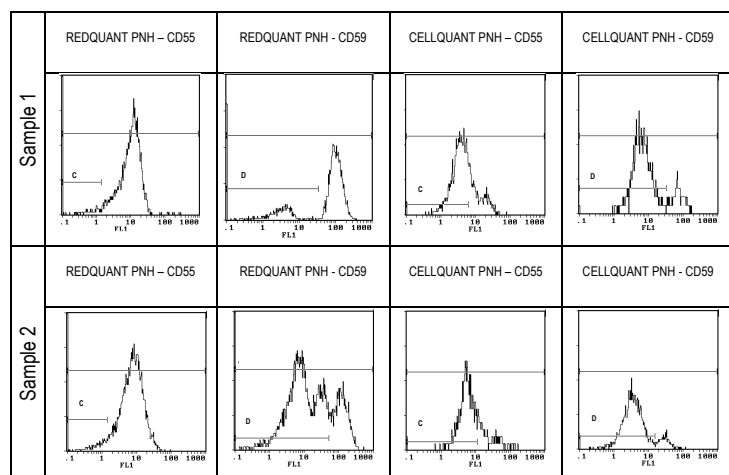 REDQUANT PNH – CD55
REDQUANT PNH - CD59
CELLQUANT PNH – CD55
CELLQUANT PNH - CD59
Sample 1
C
.1 1 10 100 1000
FL1
D
.1 1 10 100 1000
FL1
C
.1 1 10 100 1000
FL1
D
.1 1 10 100 1000
FL1
REDQUANT PNH – CD55
REDQUANT PNH - CD59
CELLQUANT PNH – CD55
CELLQUANT PNH - CD59
Sample 2
C
.1 1 10 100 1000
FL1
D
.1 1 10 100 1000
FL1
C
.1 1 10 100 1000
FL1
D
.1 1 10 100 1000
FL1